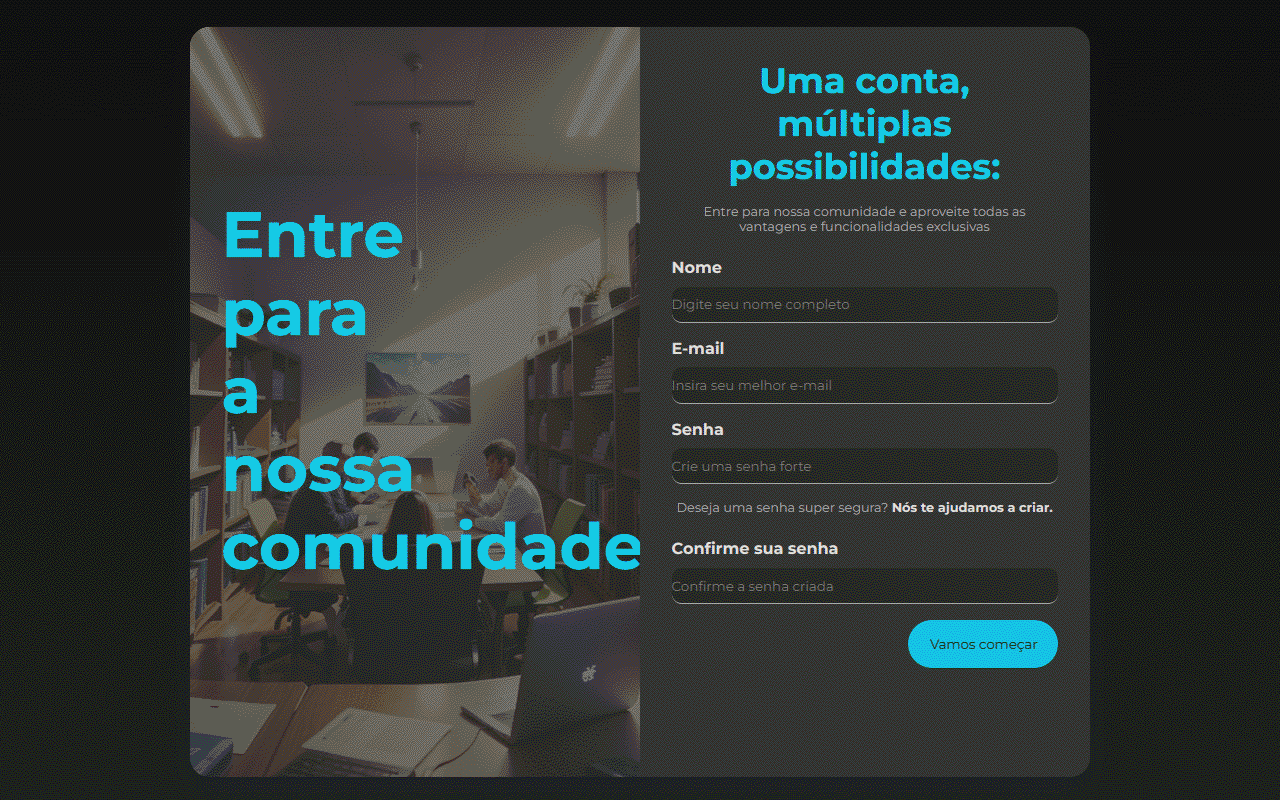 Entre
para
a
nossa
comunidade
Uma conta,
múltiplas
possibilidades:
Entre para nossa comunidade e aproveite todas as
vantagens e funcionalidades exclusivas
Nome
Digite seu nome completo
E-mail
Insira seu melhor e-mail
Senha
Crie uma senha forte
Deseja uma senha super segura? Nós te ajudamos a criar.
Confirme sua senha
Confirme a senha criada
Vamos começar